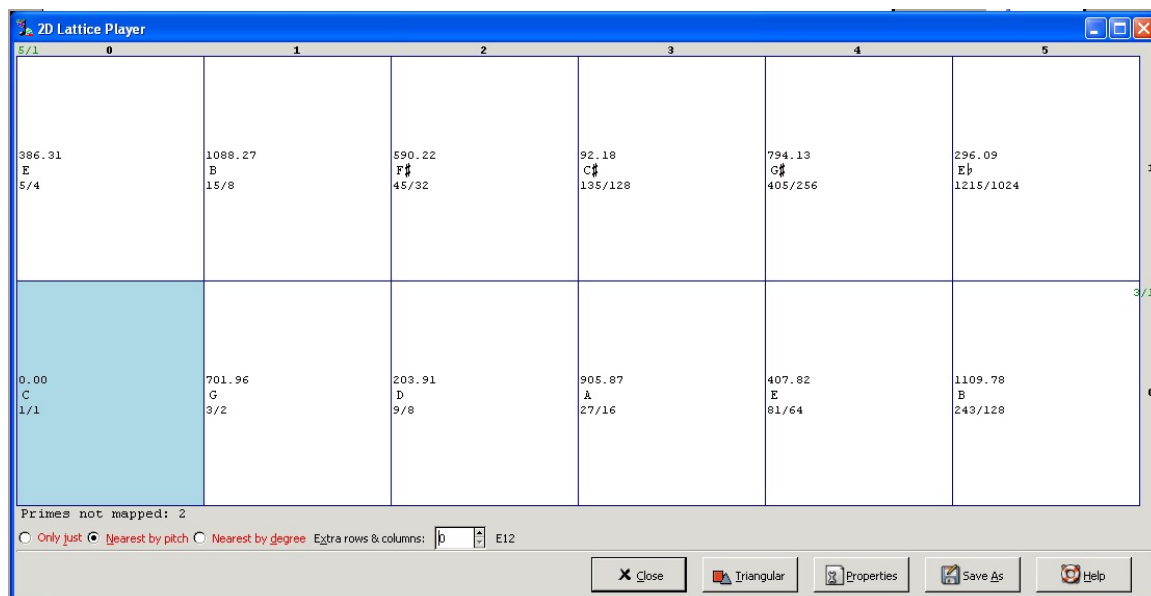 2D Lattice Player
5/1 0 1 2 3 4 5
386.31 1088.27 590.22 92.18 794.13 296.09
E B F♯ C♯ G♯ E♭ 1
5/4 15/8 45/32 135/128 405/256 1215/1024
3/1
0.00 701.96 203.91 905.87 407.82 1109.78
C G D A E B 0
1/1 3/2 9/8 27/16 81/64 243/128
Primes not mapped: 2
Only just Nearest by pitch Nearest by degree Extra rows & columns: 0 E12
Close Triangular Properties Save As Help